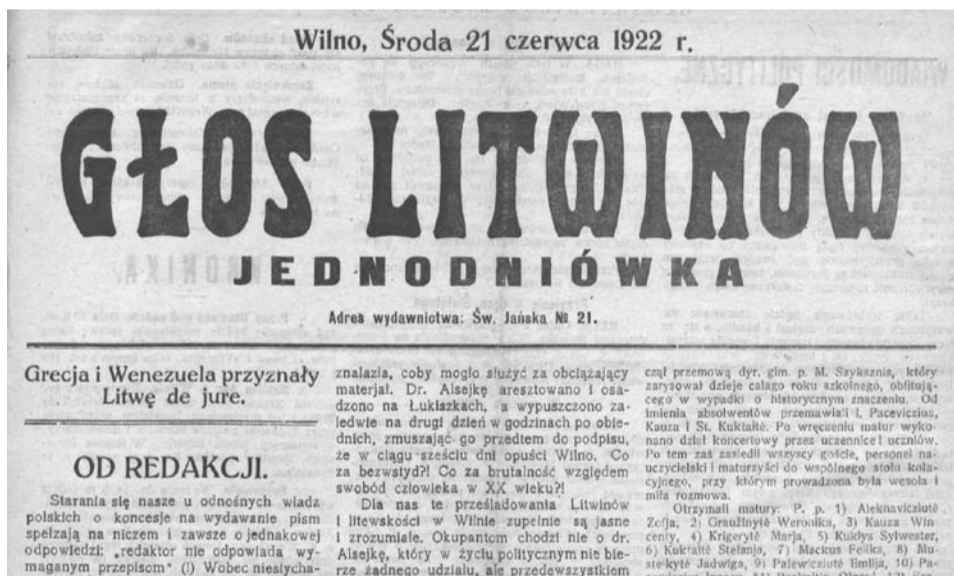 Wilno, Środa 21 czerwca 1922 r.
GŁOS LITWINÓW
JEDNODNIÓWKA
Adres wydawnictwa: Św. Jańska № 21.
Grecja i Wenezuela przyznały
Litwę de jure.
OD REDAKCJI.
Starania się nasze u odnośnych władz
polskich o koncesje na wydawanie pism
spełzają na niczem i zawsze o jednakowej
odpowiedzi: „redaktor nie odpowiada wy-
maganym przepisom" (!) Wobec niesłycha-
znalazła, coby mogło służyć za obciążający
materjał. Dr. Alsejkę aresztowano i osa-
dzono na Łukiszkach, a wypuszczono za-
ledwie na drugi dzień w godzinach po obie-
dnich, zmuszając go przedtem do podpisu,
że w ciągu sześciu dni opuści Wilno. Co
za bezwstyd?! Co za brutalność względem
swobód człowieka w XX wieku?!
Dla nas te prześladowania Litwinów
i litewskości w Wilnie zupełnie są jasne
i zrozumiałe. Okupantom chodzi nie o dr.
Alsejkę, który w życiu politycznym nie bie-
rze żadnego udziału, ale przedewszystkiem
czął przemową dyr. gim. p. M. Szyksznis, który
zarysował dzieje całego roku szkolnego, obfitują-
cego w wypadki o historycznym znaczeniu. Od
imienia absolwentów przemawiali i. Paceviczius,
Kauza i St. Kuktaitė. Po wręczeniu matur wyko-
nano dział koncertowy przez uczennice i uczniów.
Po tem zaś zasiedli wszyscy goście, personel na-
uczycielski i maturzyści do wspólnego stołu kola-
cyjnego, przy którym prowadzona była wesoła i
miła rozmowa.
Otrzymali matury: P. p. 1) Aleknavicziutė
Zofja, 2) Graužinytė Weronika, 3) Kauza Win-
centy, 4) Krigerytė Marja, 5) Kuklys Sylwester,
6) Kuktaitė Stefanja, 7) Mackus Feliks, 8) Mu-
steikytė Jadwiga, 9) Palewicziutė Emilja, 10) Pa-